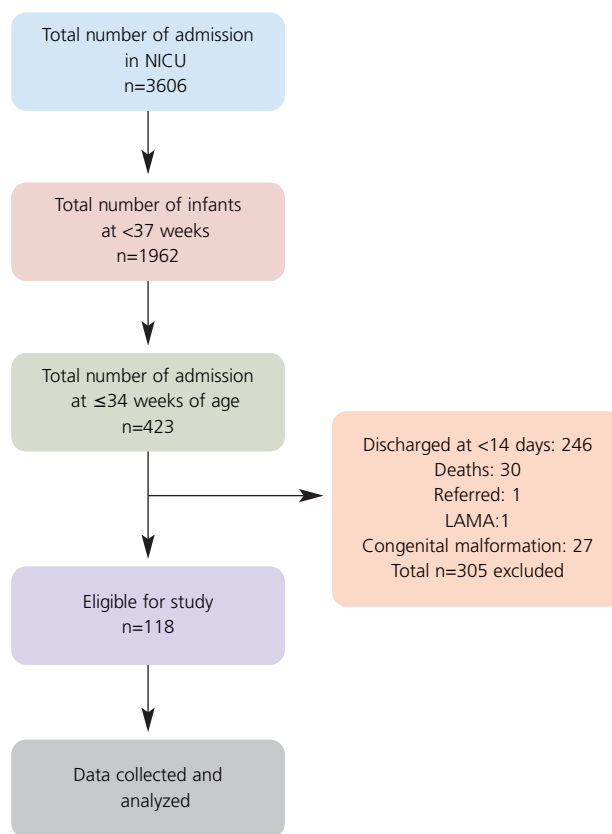 Total number of admission
in NICU
n=3606
Total number of infants
at <37 weeks
n=1962
Total number of admission
at ≤34 weeks of age
n=423
Discharged at <14 days: 246
Deaths: 30
Referred: 1
LAMA:1
Congenital malformation: 27
Total n=305 excluded
Eligible for study
n=118
Data collected and
analyzed